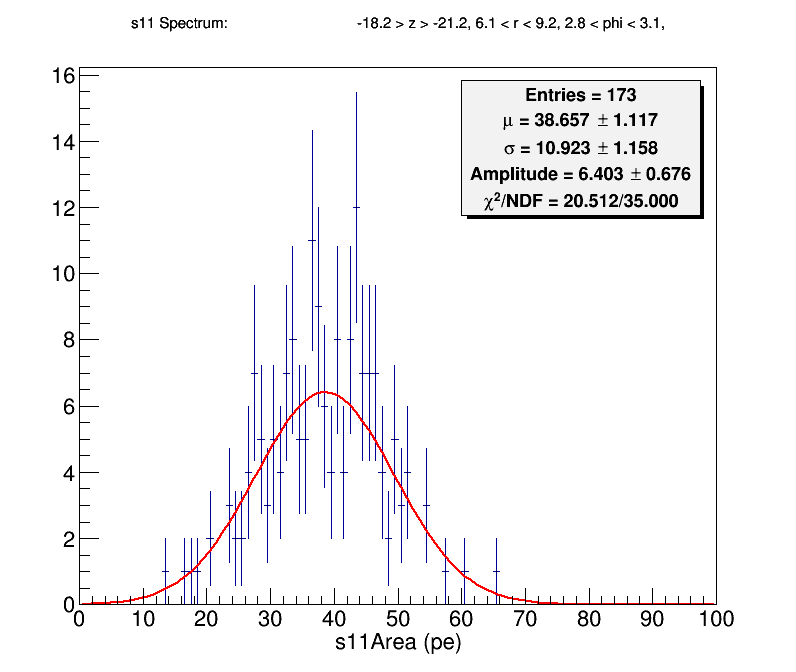 s11 Spectrum: -18.2 > z > -21.2, 6.1 < r < 9.2, 2.8 < phi < 3.1,
Entries = 173
μ = 38.657 ± 1.117
σ = 10.923 ± 1.158
Amplitude = 6.403 ± 0.676
χ²/NDF = 20.512/35.000
16
14
12
10
8
6
4
2
0
0 10 20 30 40 50 60 70 80 90 100
s11Area (pe)